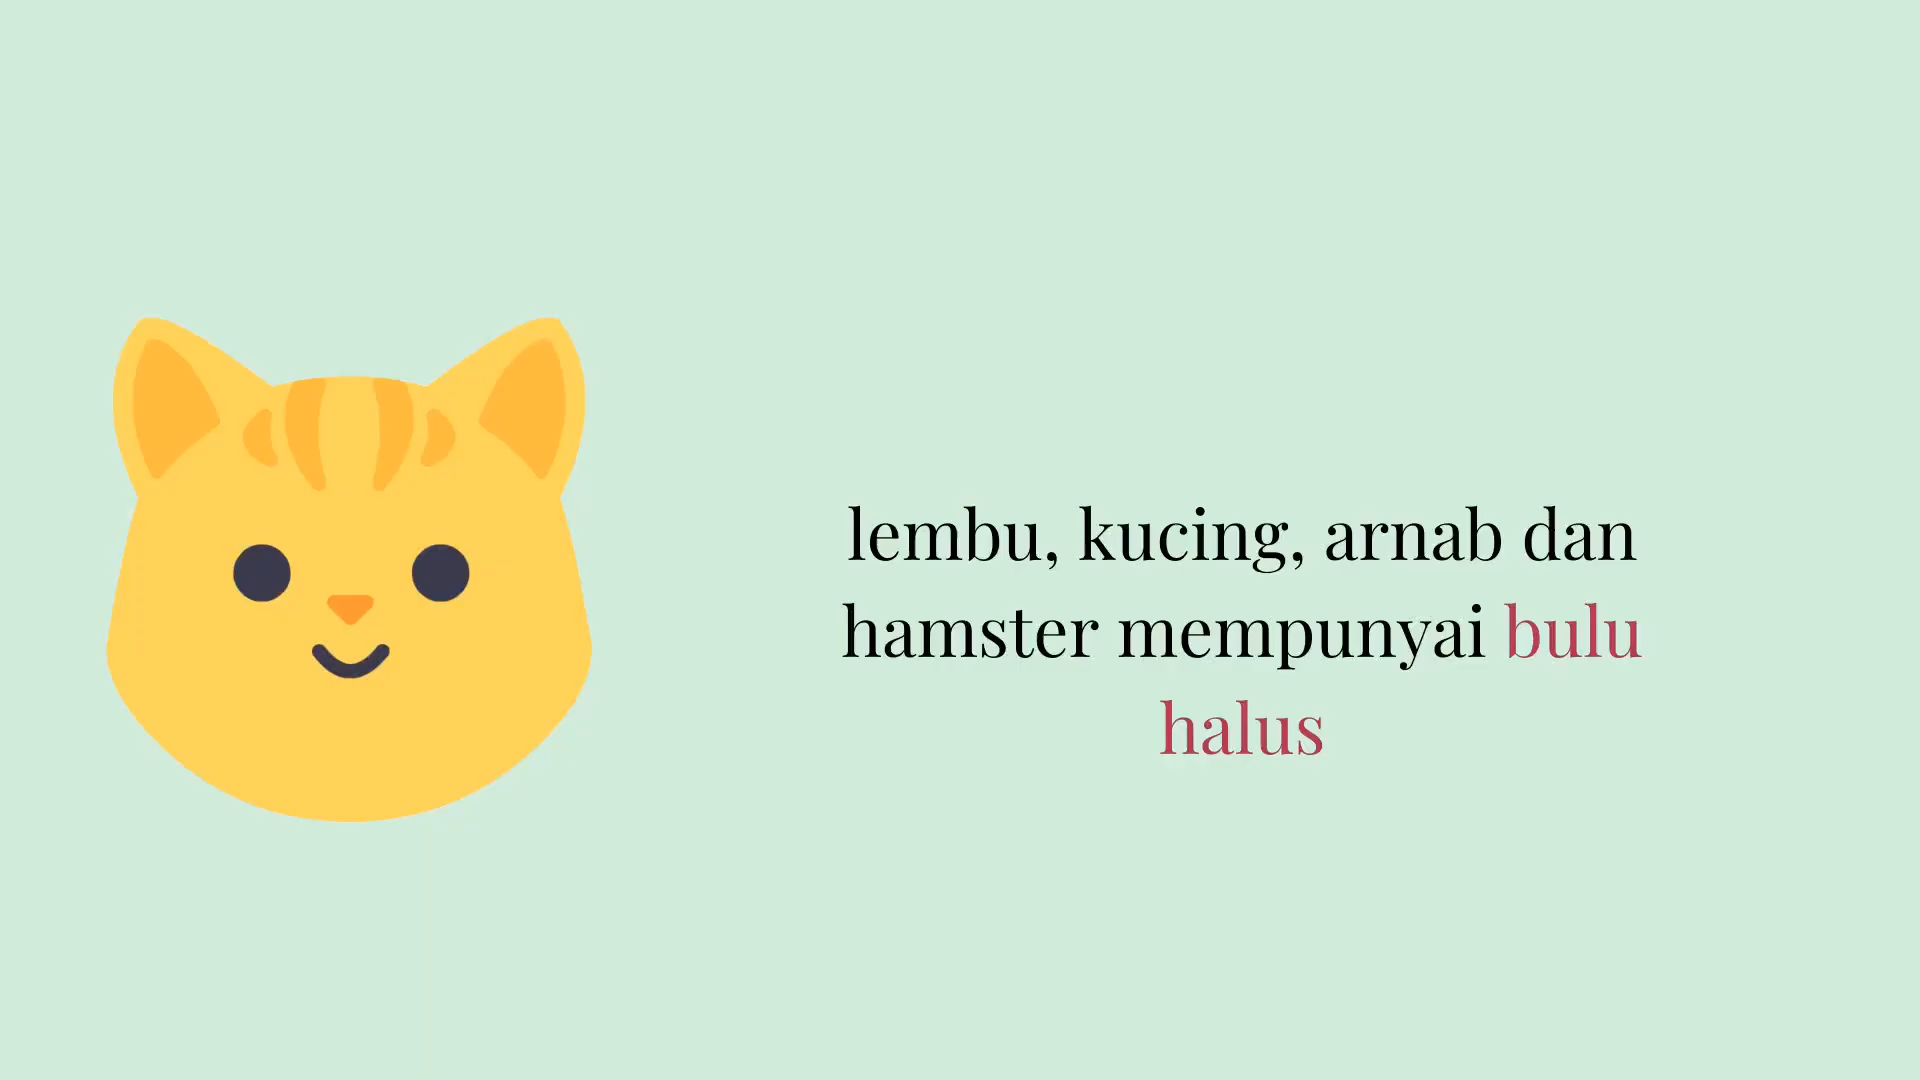 lembu, kucing, arnab dan
hamster mempunyai bulu
halus